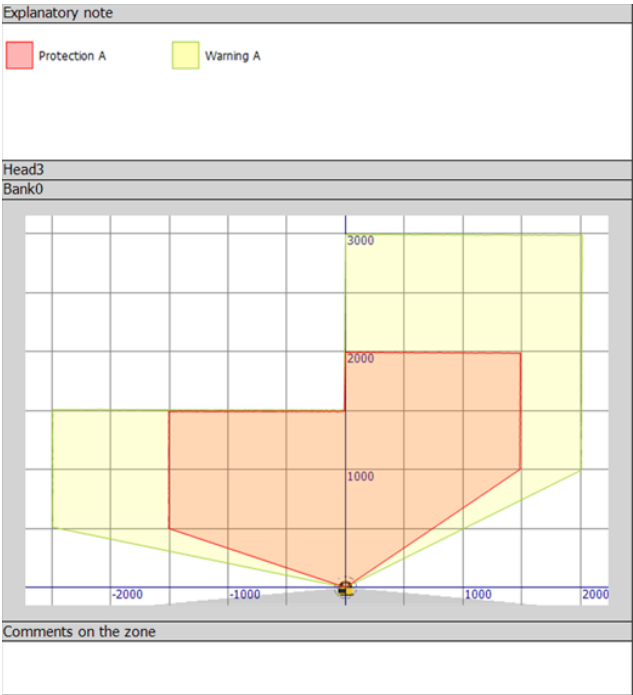 Explanatory note
Protection A
Warning A
Head3
Bank0
3000
2000
1000
-2000
-1000
1000
2000
Comments on the zone